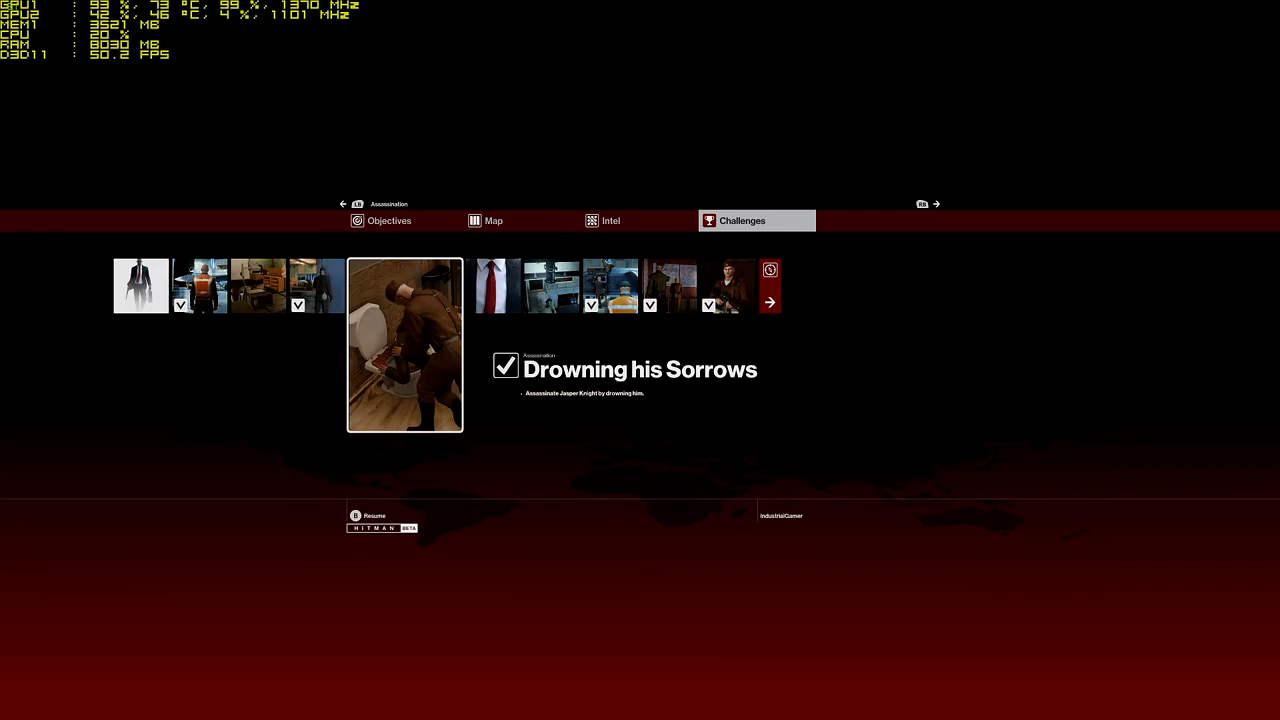 GPU1 : 93 %, 73 °C, 99 %, 1370 MHz
GPU2 : 42 %, 46 °C, 4 %, 1101 MHz
MEM1 : 3521 MB
CPU : 20 %
RAM : 8030 MB
D3D11 : 50.2 FPS
LB Assassination RB
Objectives Map Intel Challenges
Assassination
Drowning his Sorrows
Assassinate Jasper Knight by drowning him.
B Resume
IndustrialGamer
HITMAN BETA